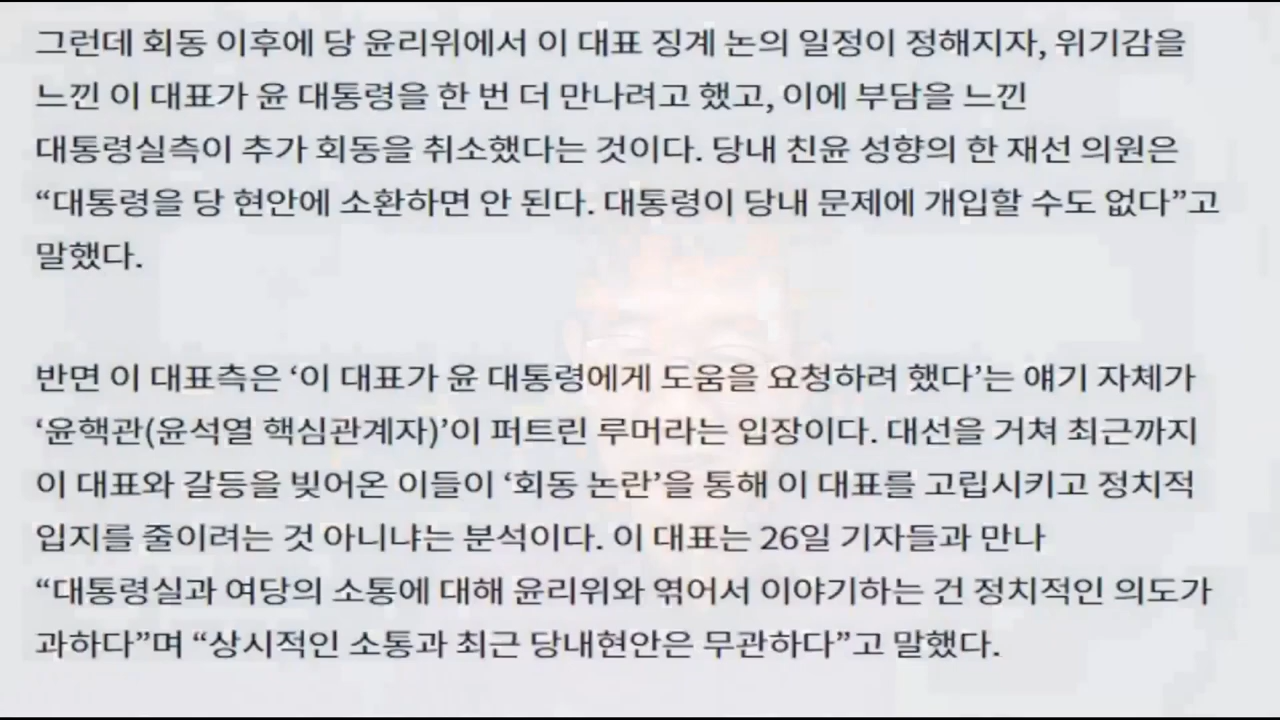 그런데 회동 이후에 당 윤리위에서 이 대표 징계 논의 일정이 정해지자, 위기감을
느낀 이 대표가 윤 대통령을 한 번 더 만나려고 했고, 이에 부담을 느낀
대통령실측이 추가 회동을 취소했다는 것이다. 당내 친윤 성향의 한 재선 의원은
“대통령을 당 현안에 소환하면 안 된다. 대통령이 당내 문제에 개입할 수도 없다”고
말했다.
반면 이 대표측은 ‘이 대표가 윤 대통령에게 도움을 요청하려 했다’는 얘기 자체가
‘윤핵관(윤석열 핵심관계자)’이 퍼트린 루머라는 입장이다. 대선을 거쳐 최근까지
이 대표와 갈등을 빚어온 이들이 ‘회동 논란’을 통해 이 대표를 고립시키고 정치적
입지를 줄이려는 것 아니냐는 분석이다. 이 대표는 26일 기자들과 만나
“대통령실과 여당의 소통에 대해 윤리위와 엮어서 이야기하는 건 정치적인 의도가
과하다”며 “상시적인 소통과 최근 당내현안은 무관하다”고 말했다.